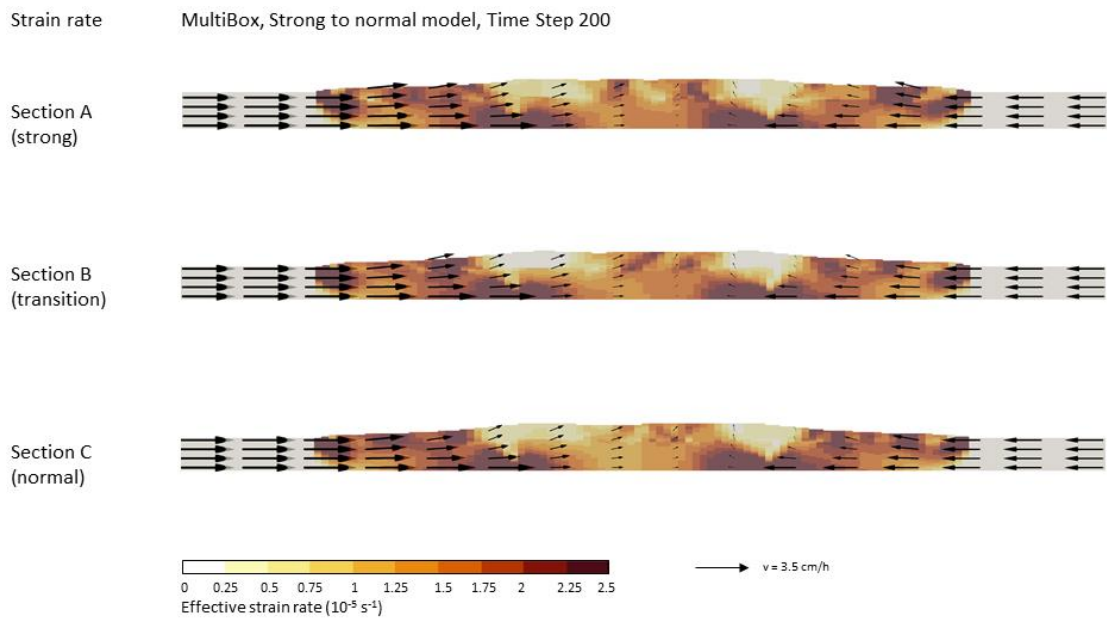 Strain rate MultiBox, Strong to normal model, Time Step 200
Section A
(strong)
Section B
(transition)
Section C
(normal)
0 0.25 0.5 0.75 1 1.25 1.5 1.75 2 2.25 2.5
Effective strain rate (10⁻⁵ s⁻¹)
v = 3.5 cm/h